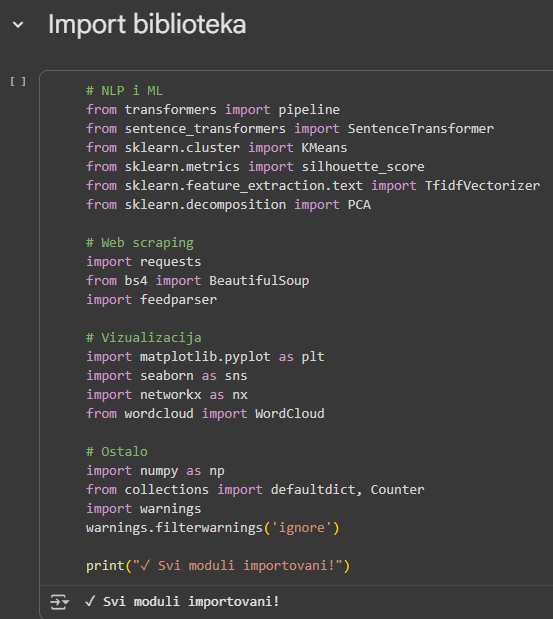 Import biblioteka
[ ]
# NLP i ML
from transformers import pipeline
from sentence_transformers import SentenceTransformer
from sklearn.cluster import KMeans
from sklearn.metrics import silhouette_score
from sklearn.feature_extraction.text import TfidfVectorizer
from sklearn.decomposition import PCA
# Web scraping
import requests
from bs4 import BeautifulSoup
import feedparser
# Vizualizacija
import matplotlib.pyplot as plt
import seaborn as sns
import networkx as nx
from wordcloud import WordCloud
# Ostalo
import numpy as np
from collections import defaultdict, Counter
import warnings
warnings.filterwarnings('ignore')
print("✓ Svi moduli importovani!")
✓ Svi moduli importovani!